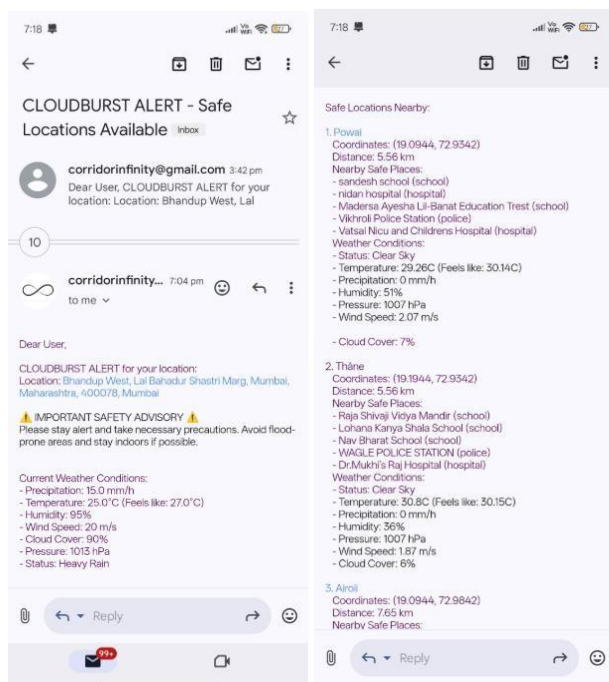 7:18
Vo
WiFi
27
CLOUDBURST ALERT - Safe
Locations Available Inbox
corridorinfinity@gmail.com 3:42 pm
Dear User, CLOUDBURST ALERT for your
location: Location: Bhandup West, Lal
10
corridorinfinity... 7:04 pm
to me
Dear User,
CLOUDBURST ALERT for your location:
Location: Bhandup West, Lal Bahadur Shastri Marg, Mumbai,
Maharashtra, 400078, Mumbai
⚠ IMPORTANT SAFETY ADVISORY ⚠
Please stay alert and take necessary precautions. Avoid flood-
prone areas and stay indoors if possible.
Current Weather Conditions:
- Precipitation: 15.0 mm/h
- Temperature: 25.0°C (Feels like: 27.0°C)
- Humidity: 95%
- Wind Speed: 20 m/s
- Cloud Cover: 90%
- Pressure: 1013 hPa
- Status: Heavy Rain
Reply
99+
7:18
Vo
WiFi
27
Safe Locations Nearby:
1. Powai
Coordinates: (19.0944, 72.9342)
Distance: 5.56 km
Nearby Safe Places:
- sandesh school (school)
- nidan hospital (hospital)
- Madersa Ayesha Lil-Banat Education Trest (school)
- Vikhroli Police Station (police)
- Vatsal Nicu and Childrens Hospital (hospital)
Weather Conditions:
- Status: Clear Sky
- Temperature: 29.26C (Feels like: 30.14C)
- Precipitation: 0 mm/h
- Humidity: 51%
- Pressure: 1007 hPa
- Wind Speed: 2.07 m/s
- Cloud Cover: 7%
2. Thāne
Coordinates: (19.1944, 72.9342)
Distance: 5.56 km
Nearby Safe Places:
- Raja Shivaji Vidya Mandir (school)
- Lohana Kanya Shala School (school)
- Nav Bharat School (school)
- WAGLE POLICE STATION (police)
- Dr.Mukhi's Raj Hospital (hospital)
Weather Conditions:
- Status: Clear Sky
- Temperature: 30.8C (Feels like: 30.15C)
- Precipitation: 0 mm/h
- Humidity: 36%
- Pressure: 1007 hPa
- Wind Speed: 1.87 m/s
- Cloud Cover: 6%
3. Airoli
Coordinates: (19.0944, 72.9842)
Distance: 7.65 km
Nearby Safe Places:
Reply